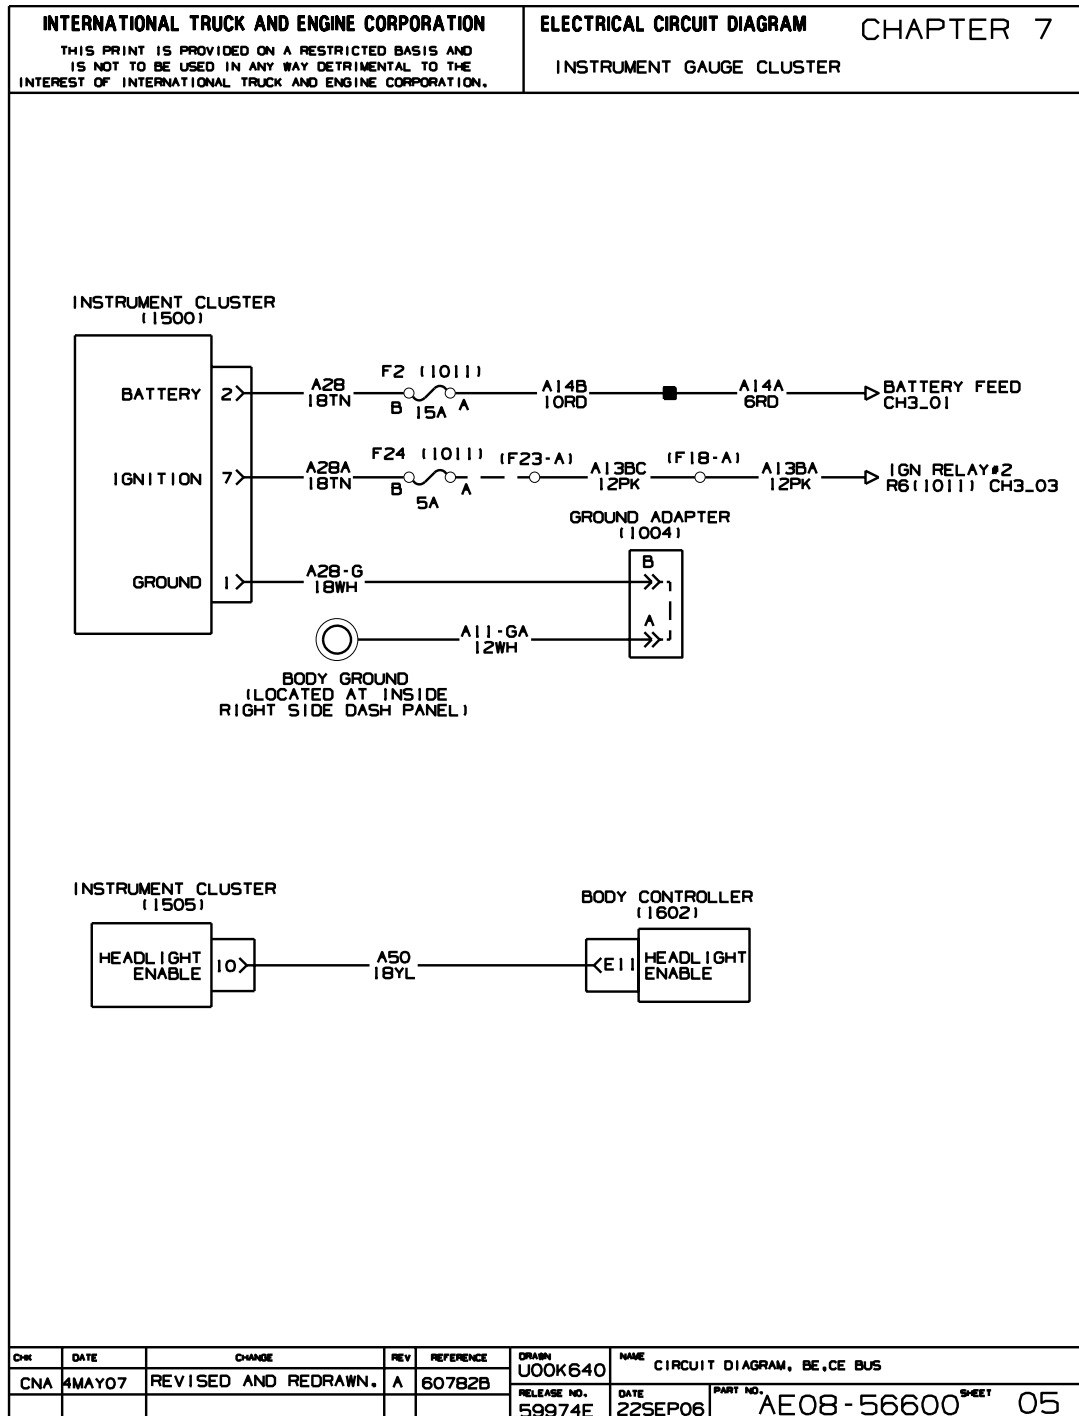 INTERNATIONAL TRUCK AND ENGINE CORPORATION
THIS PRINT IS PROVIDED ON A RESTRICTED BASIS AND
IS NOT TO BE USED IN ANY WAY DETRIMENTAL TO THE
INTEREST OF INTERNATIONAL TRUCK AND ENGINE CORPORATION.
ELECTRICAL CIRCUIT DIAGRAM
CHAPTER 7
INSTRUMENT GAUGE CLUSTER
INSTRUMENT CLUSTER
(1500)
BATTERY 2
A28
18TN
F2 (1011)
B 15A A
A14B
10RD
A14A
6RD
BATTERY FEED
CH3_01
IGNITION 7
A28A
18TN
F24 (1011)
B 5A A
(F23-A)
A13BC
12PK
(F18-A)
A13BA
12PK
IGN RELAY#2
R6(1011) CH3_03
GROUND ADAPTER
(1004)
B
GROUND 1
A28-G
18WH
A
A11-GA
12WH
BODY GROUND
(LOCATED AT INSIDE
RIGHT SIDE DASH PANEL)
INSTRUMENT CLUSTER
(1505)
HEADLIGHT
ENABLE
10
A50
18YL
BODY CONTROLLER
(1602)
E11
HEADLIGHT
ENABLE
CHK DATE CHANGE REV REFERENCE
CNA 4MAY07 REVISED AND REDRAWN. A 60782B
DRAWN
U00K640
NAME
CIRCUIT DIAGRAM, BE,CE BUS
RELEASE NO.
59974E
DATE
22SEP06
PART NO.
AE08-56600
SHEET
05